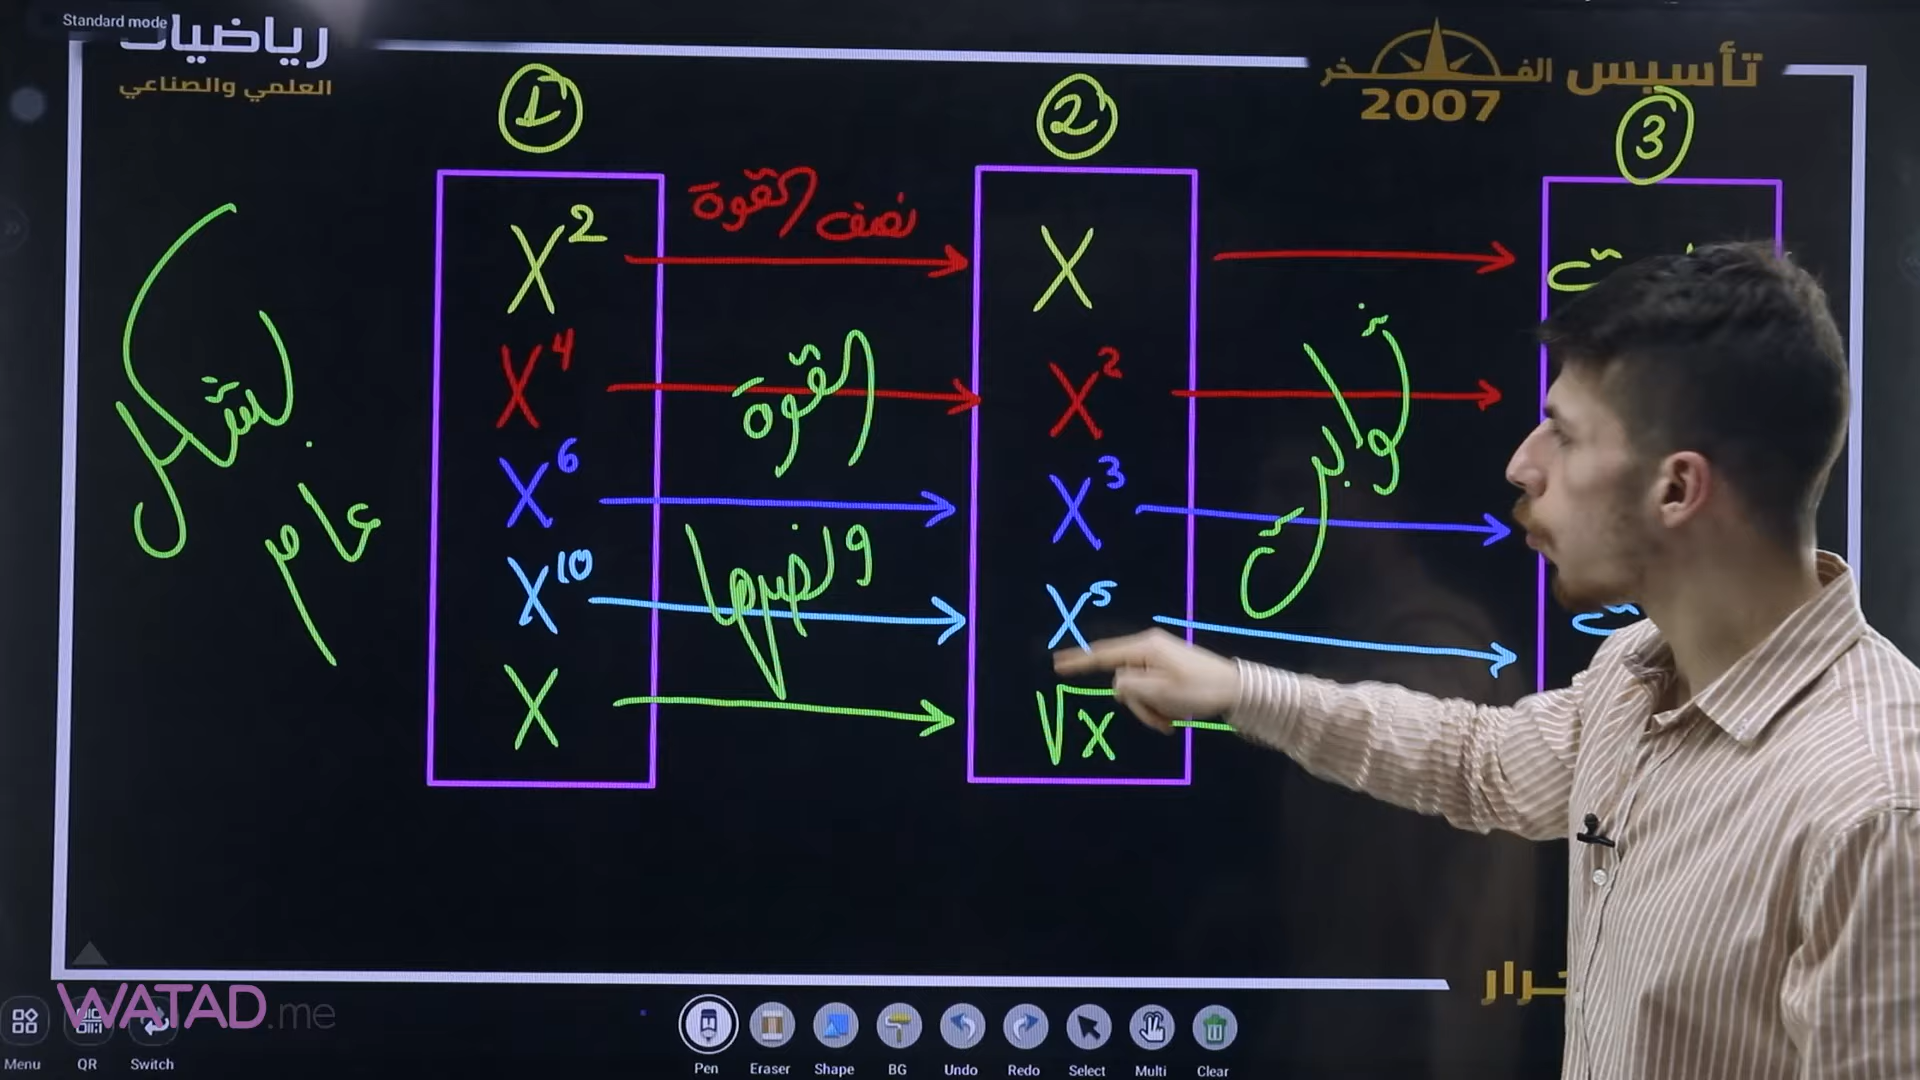 Standard mode
رياضيات
العلمي والصناعي
تأسيس الفخر
2007
1
2
3
X²
نصف القوة
X
ثابت
X⁴
القوة
X²
ثوابت
X⁶
X³
بشكل عام
X¹⁰
ونصفها
X⁵
X
√x
WATAD.me
Menu
QR
Switch
Pen
Eraser
Shape
BG
Undo
Redo
Select
Multi
Clear